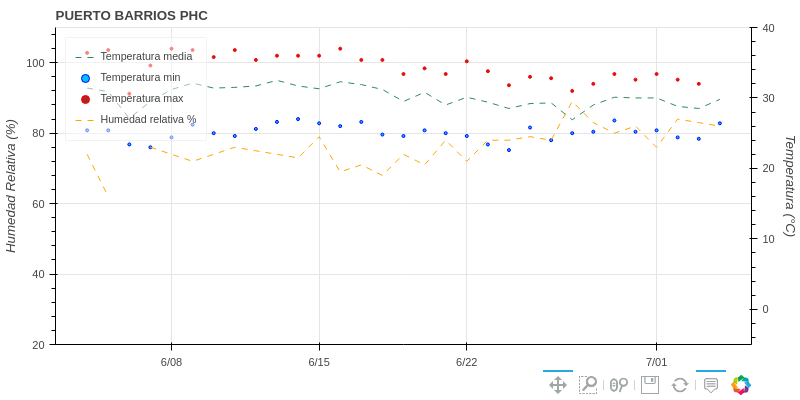 PUERTO BARRIOS PHC
Temperatura media
Temperatura min
Temperatura max
Humedad relativa %
Humedad Relativa (%)
100
80
60
40
20
Temperatura (°C)
40
30
20
10
0
6/08
6/15
6/22
7/01